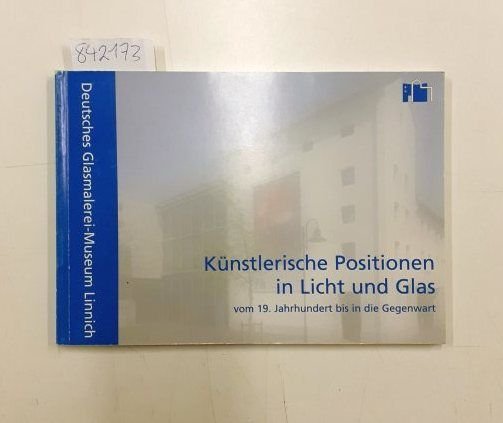 842173
Deutsches Glasmalerei-Museum Linnich
Künstlerische Positionen
in Licht und Glas
vom 19. Jahrhundert bis in die Gegenwart